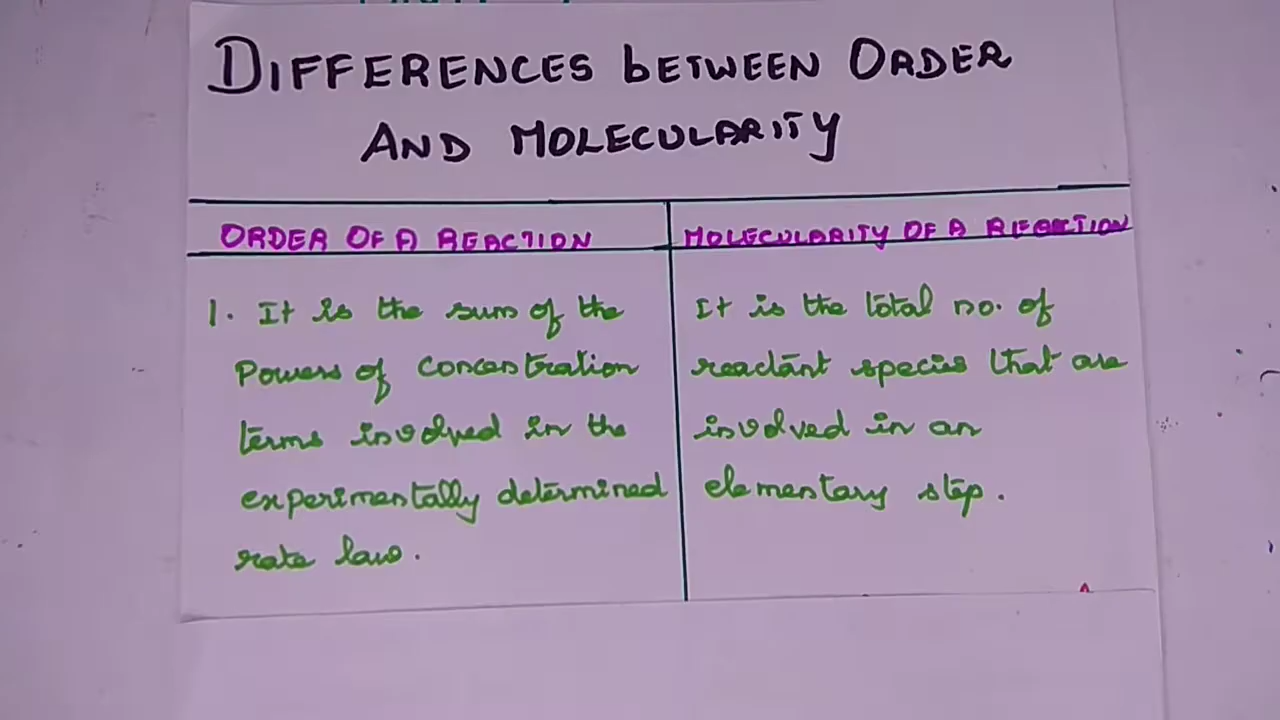 DIFFERENCES bETWEEN ORDER
AND MOLECULARITY
ORDER OF A REACTION
1. It is the sum of the
Powers of concentration
terms involved in the
experimentally determined
rate law.
MOLECULARITY OF A REACTION
It is the total no. of
reactant species that are
involved in an
elementary step.